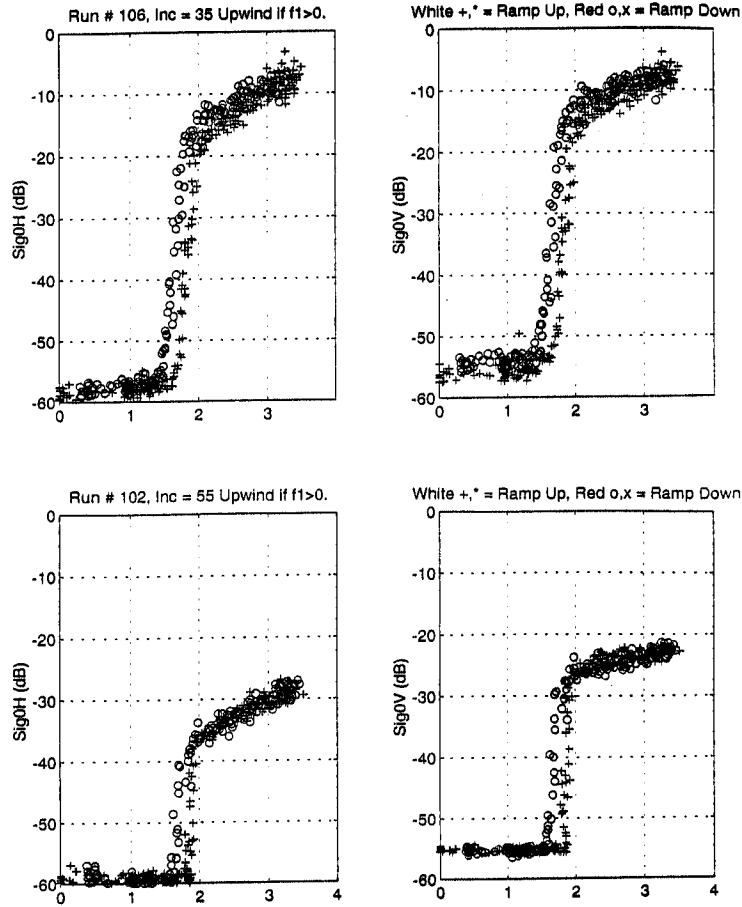 Run # 106, Inc = 35 Upwind if f1>0.
White +,* = Ramp Up, Red o,x = Ramp Down
0
-10
-20
-30
-40
-50
-60
Sig0H (dB)
0 1 2 3
0
-10
-20
-30
-40
-50
-60
Sig0V (dB)
0 1 2 3
Run # 102, Inc = 55 Upwind if f1>0.
White +,* = Ramp Up, Red o,x = Ramp Down
0
-10
-20
-30
-40
-50
-60
Sig0H (dB)
0 1 2 3 4
0
-10
-20
-30
-40
-50
-60
Sig0V (dB)
0 1 2 3 4